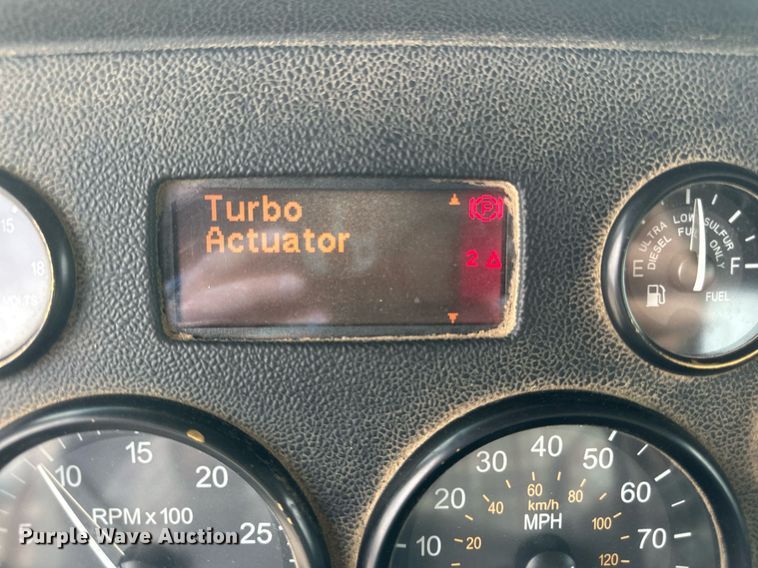 Turbo
Actuator
P
2
15
18
VOLTS
ULTRA LOW SULFUR
DIESEL FUEL ONLY
E
F
FUEL
5
10
15
20
25
RPM x 100
10
20
30
40
50
60
70
20
40
60
80
100
120
km/h
MPH
Purple Wave Auction